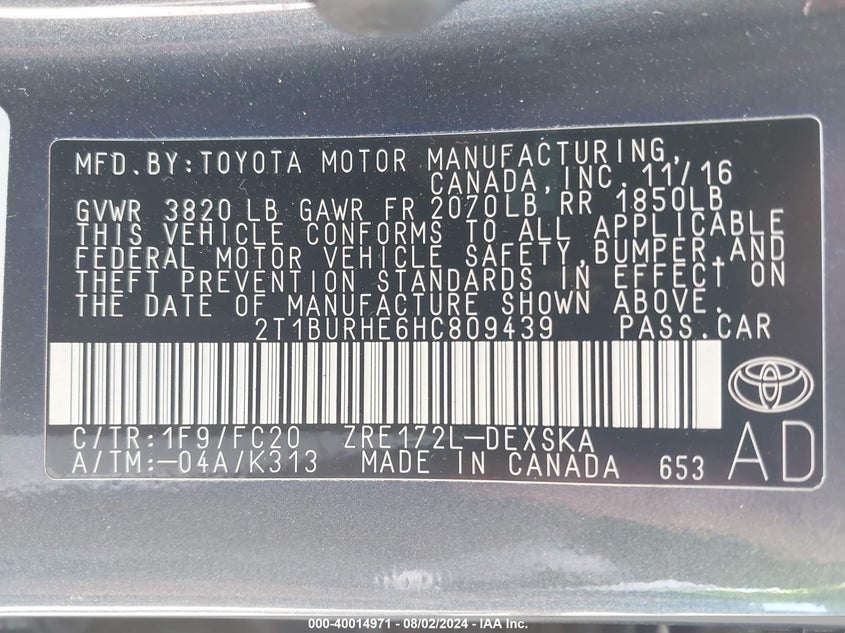 MFD.BY:TOYOTA MOTOR MANUFACTURING,
CANADA,INC. 11/16
GVWR 3820 LB GAWR FR 2070LB RR 1850LB
THIS VEHICLE CONFORMS TO ALL APPLICABLE
FEDERAL MOTOR VEHICLE SAFETY,BUMPER,AND
THEFT PREVENTION STANDARDS IN EFFECT ON
THE DATE OF MANUFACTURE SHOWN ABOVE.
2T1BURHE6HC809439 PASS.CAR
C/TR:1F9/FC20 ZRE172L-DEXSKA
A/TM:-04A/K313 MADE IN CANADA 653
AD
000-40014971 - 08/02/2024 - © IAA Inc.